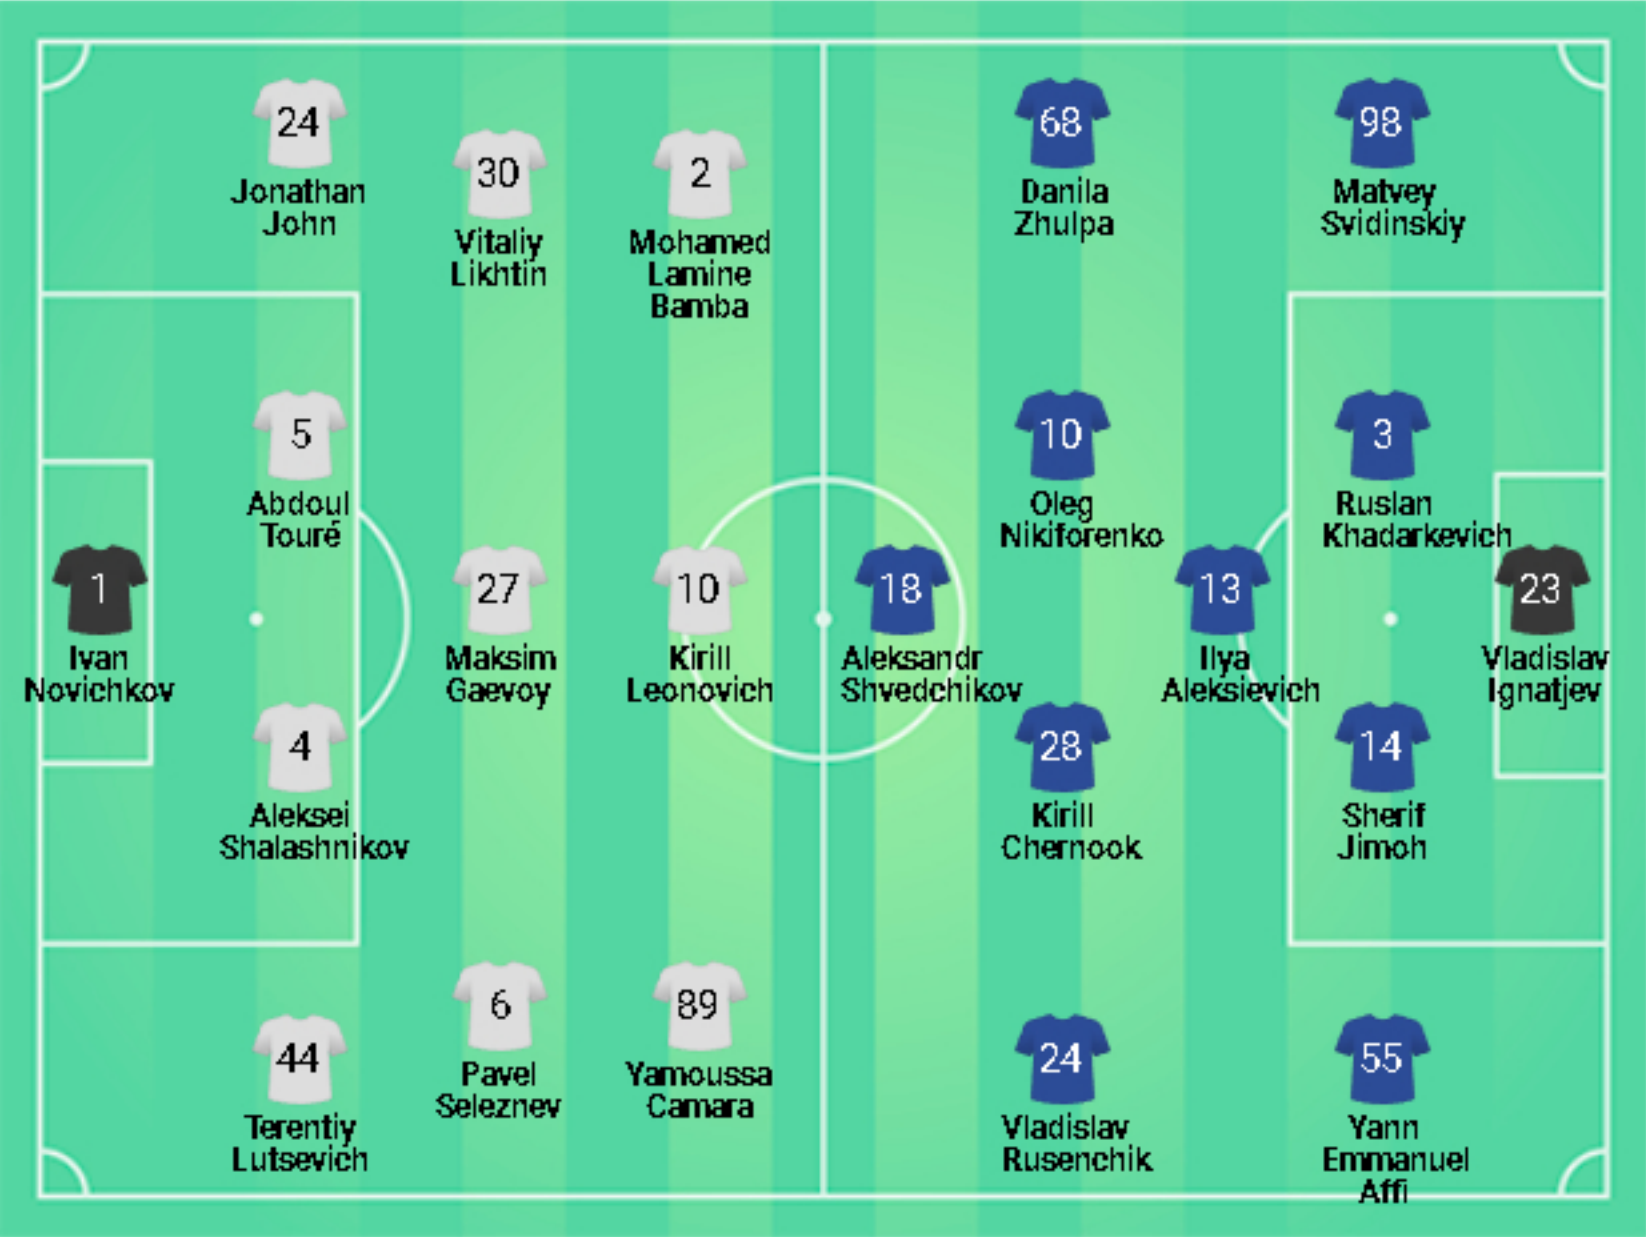 24
Jonathan
John
30
Vitaliy
Likhtin
2
Mohamed
Lamine
Bamba
68
Danila
Zhulpa
98
Matvey
Svidinskiy
5
Abdoul
Touré
10
Oleg
Nikiforenko
3
Ruslan
Khadarkevich
1
Ivan
Novichkov
27
Maksim
Gaevoy
10
Kirill
Leonovich
18
Aleksandr
Shvedchikov
13
Ilya
Aleksievich
23
Vladislav
Ignatjev
4
Aleksei
Shalashnikov
28
Kirill
Chernook
14
Sherif
Jimoh
44
Terentiy
Lutsevich
6
Pavel
Seleznev
89
Yamoussa
Camara
24
Vladislav
Rusenchik
55
Yann
Emmanuel
Affi